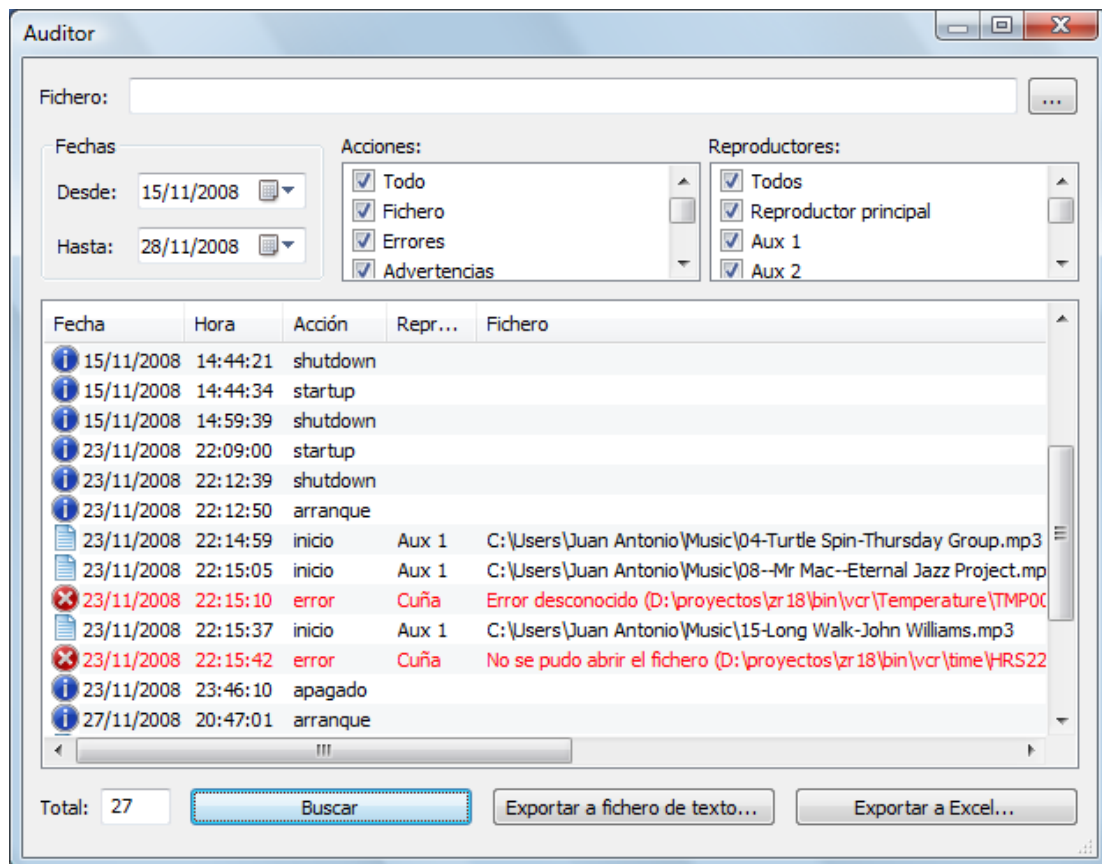 Auditor
Fichero: ...
Fechas Acciones: Reproductores:
Desde: 15/11/2008
Hasta: 28/11/2008
Todo
Fichero
Errores
Advertencias
Todos
Reproductor principal
Aux 1
Aux 2
Fecha Hora Acción Repr... Fichero
15/11/2008 14:44:21 shutdown
15/11/2008 14:44:34 startup
15/11/2008 14:59:39 shutdown
23/11/2008 22:09:00 startup
23/11/2008 22:12:39 shutdown
23/11/2008 22:12:50 arranque
23/11/2008 22:14:59 inicio Aux 1 C:\Users\Juan Antonio\Music\04-Turtle Spin-Thursday Group.mp3
23/11/2008 22:15:05 inicio Aux 1 C:\Users\Juan Antonio\Music\08--Mr Mac--Eternal Jazz Project.mp
23/11/2008 22:15:10 error Cuña Error desconocido (D:\proyectos\zr18\bin\vcr\Temperature\TMP00
23/11/2008 22:15:37 inicio Aux 1 C:\Users\Juan Antonio\Music\15-Long Walk-John Williams.mp3
23/11/2008 22:15:42 error Cuña No se pudo abrir el fichero (D:\proyectos\zr18\bin\vcr\time\HRS22
23/11/2008 23:46:10 apagado
27/11/2008 20:47:01 arranque
Total: 27 Buscar Exportar a fichero de texto... Exportar a Excel...